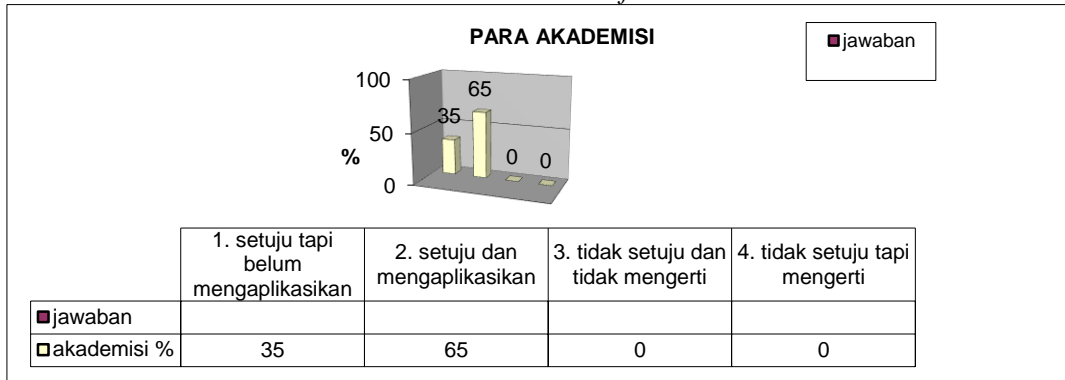 PARA AKADEMISI
jawaban
100
50
0
%
35
65
0
0
1. setuju tapi
belum
mengaplikasikan
2. setuju dan
mengaplikasikan
3. tidak setuju dan
tidak mengerti
4. tidak setuju tapi
mengerti
jawaban
akademisi % 35 65 0 0